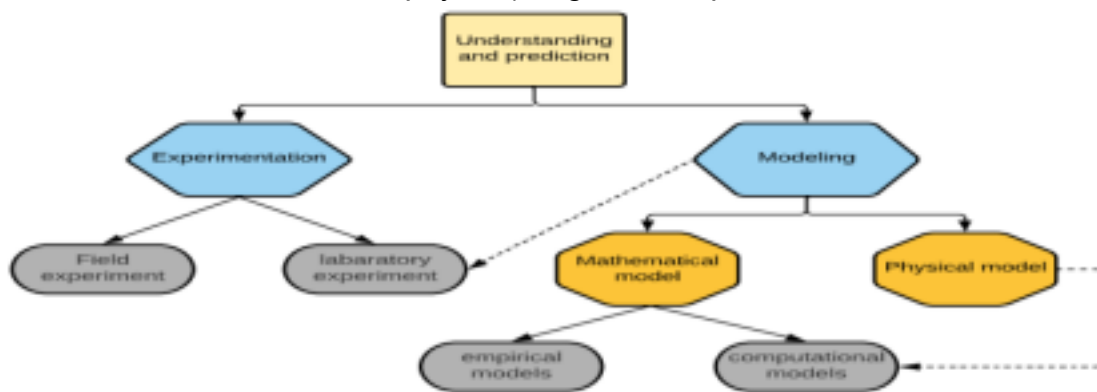 Understanding
and prediction
Experimentation
Modeling
Field
experiment
labaratory
experiment
Mathematical
model
Physical model
empirical
models
computational
models